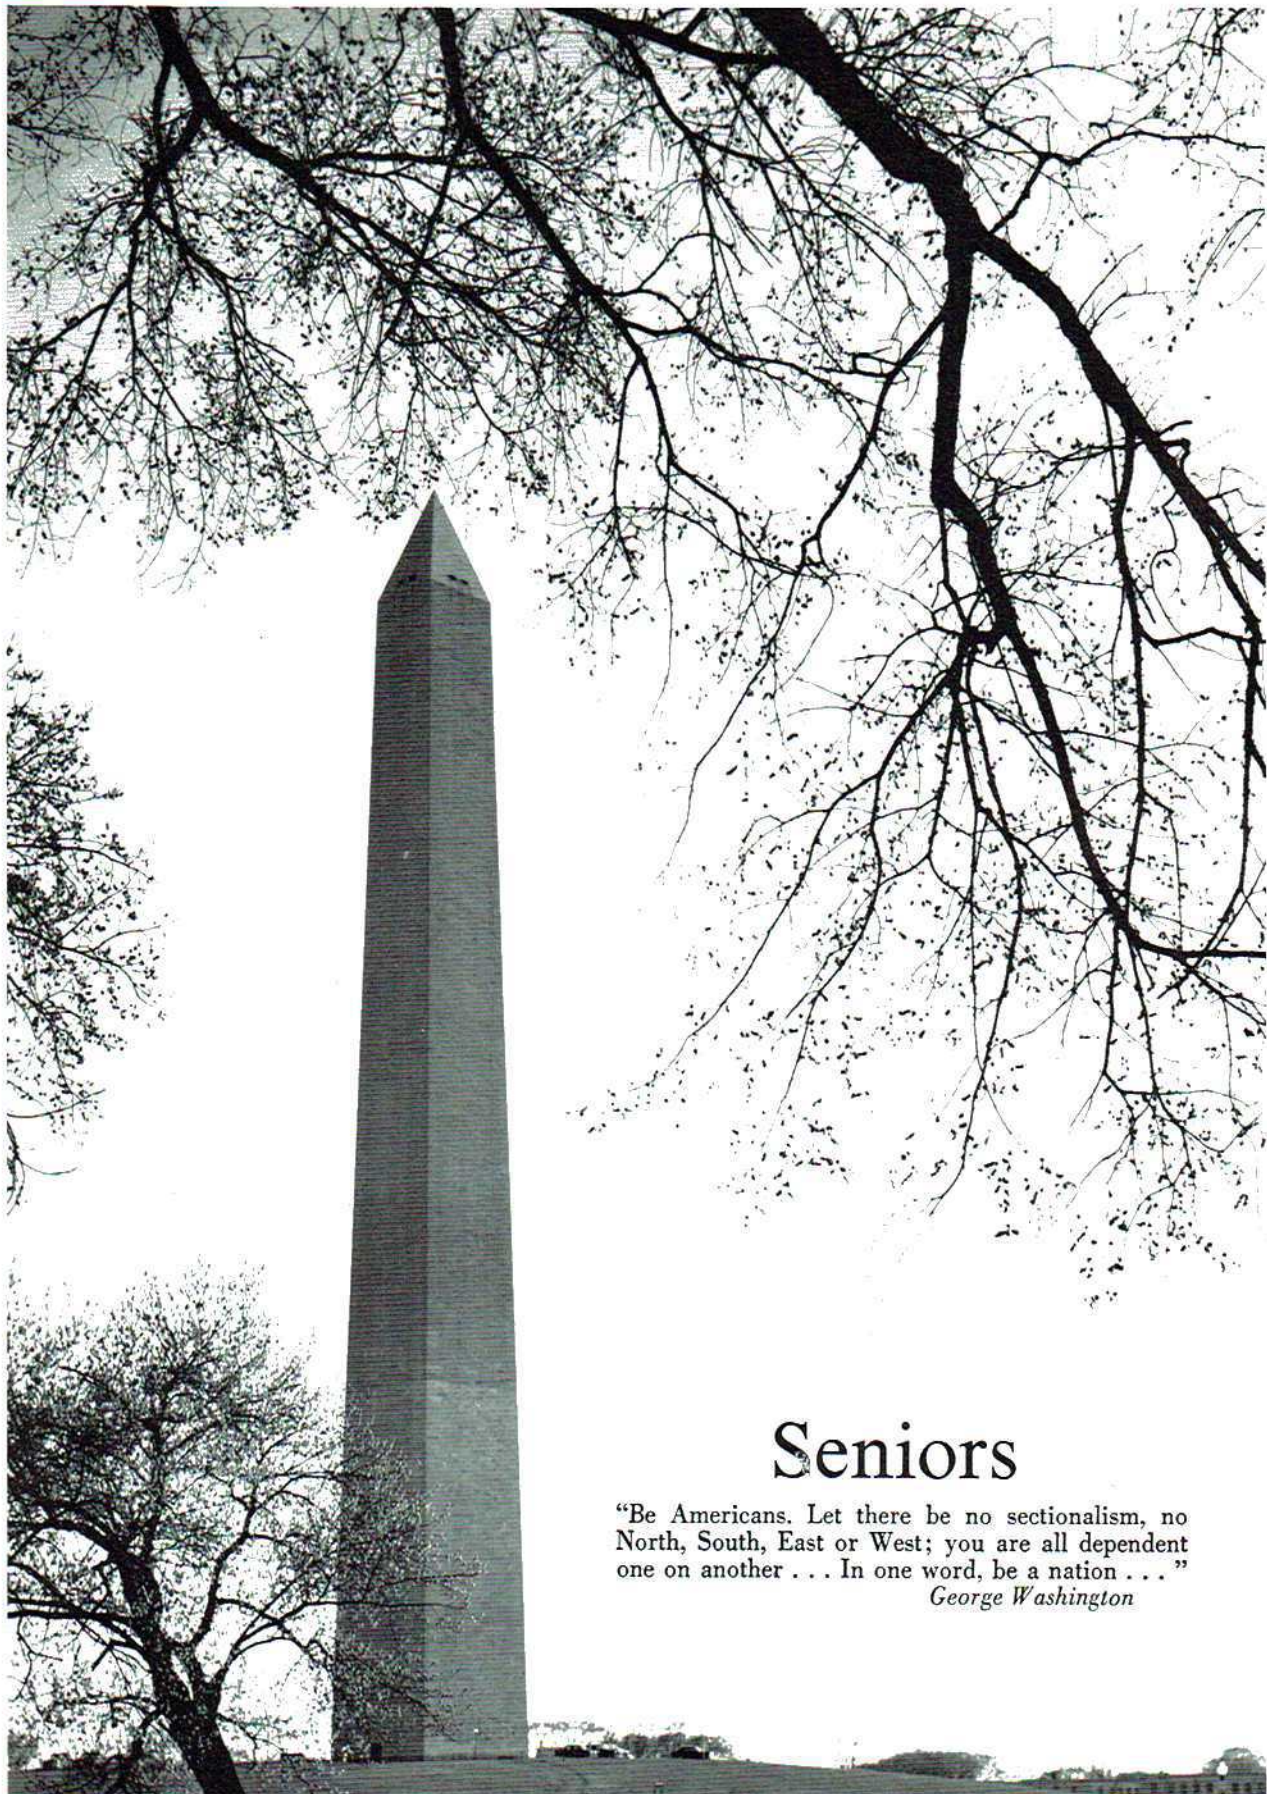 Seniors
“Be Americans. Let there be no sectionalism, no
North, South, East or West; you are all dependent
one on another . . . In one word, be a nation . . . ”
George Washington